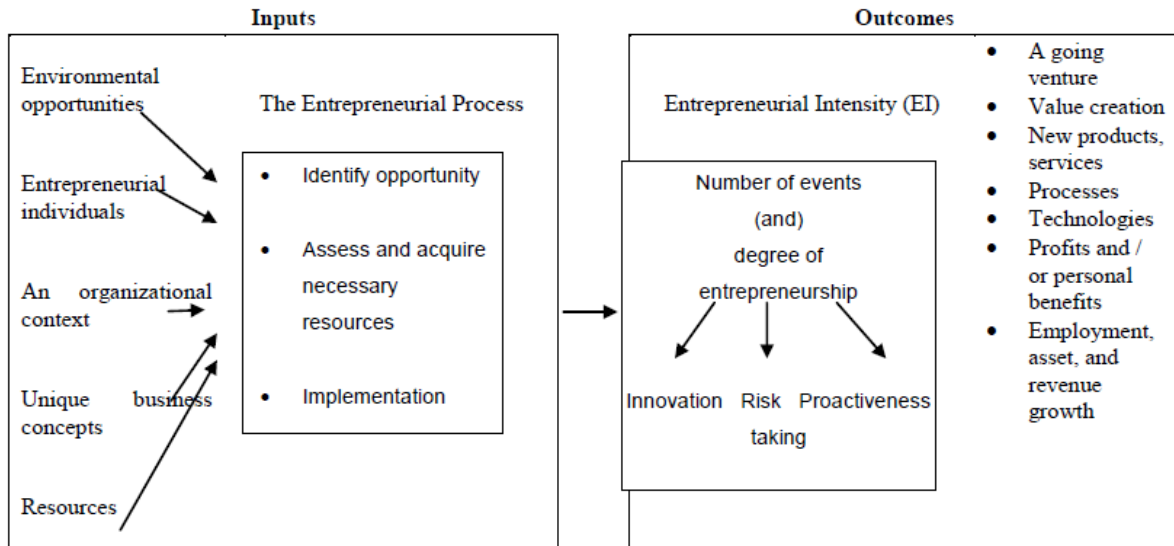 Inputs
Environmental
opportunities
Entrepreneurial
individuals
An organizational
context
Unique business
concepts
Resources
The Entrepreneurial Process
• Identify opportunity
• Assess and acquire
necessary
resources
• Implementation
Outcomes
Entrepreneurial Intensity (EI)
Number of events
(and)
degree of
entrepreneurship
Innovation Risk Proactiveness
taking
• A going
venture
• Value creation
• New products,
services
• Processes
• Technologies
• Profits and /
or personal
benefits
• Employment,
asset, and
revenue
growth